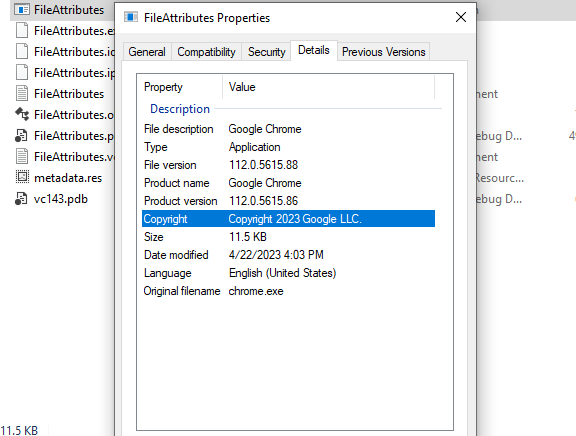 FileAttributes
FileAttributes Properties
FileAttributes.ex
FileAttributes.ic
FileAttributes.ip
FileAttributes
FileAttributes.o
FileAttributes.p
FileAttributes.v
metadata.res
vc143.pdb
General Compatibility Security Details Previous Versions
Property Value
Description
File description Google Chrome
Type Application
File version 112.0.5615.88
Product name Google Chrome
Product version 112.0.5615.86
Copyright Copyright 2023 Google LLC.
Size 11.5 KB
Date modified 4/22/2023 4:03 PM
Language English (United States)
Original filename chrome.exe
ment
ebug D... 49
ment
Resourc...
ebug D...
11.5 KB